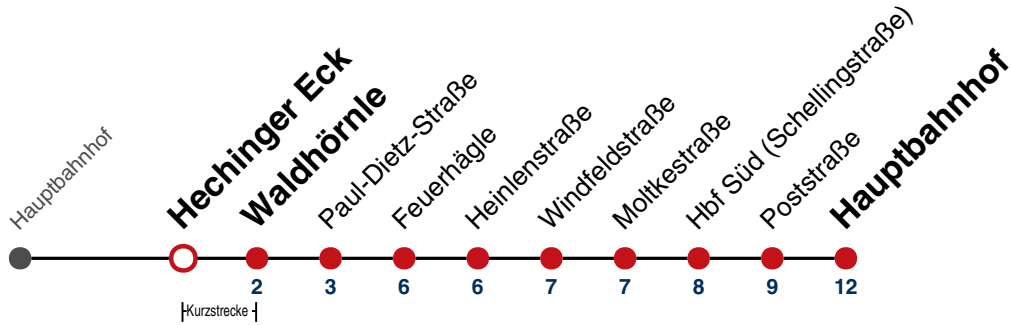 Hauptbahnhof
Hechinger Eck
Waldhörnle
Paul-Dietz-Straße
Feuerhägle
Heinlenstraße
Windfeldstraße
Moltkestraße
Hbf Süd (Schellingstraße)
Poststraße
Hauptbahnhof
2 3 6 6 7 7 8 9 12
Kurzstrecke